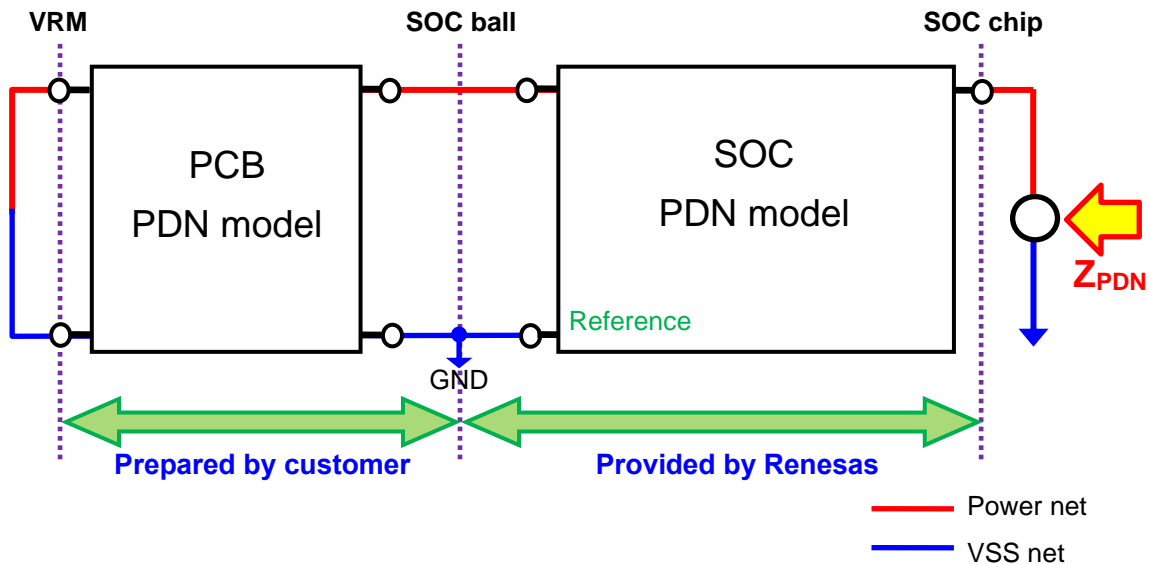 VRM
SOC ball
SOC chip
PCB
PDN model
SOC
PDN model
ZPDN
Reference
GND
Prepared by customer
Provided by Renesas
Power net
VSS net